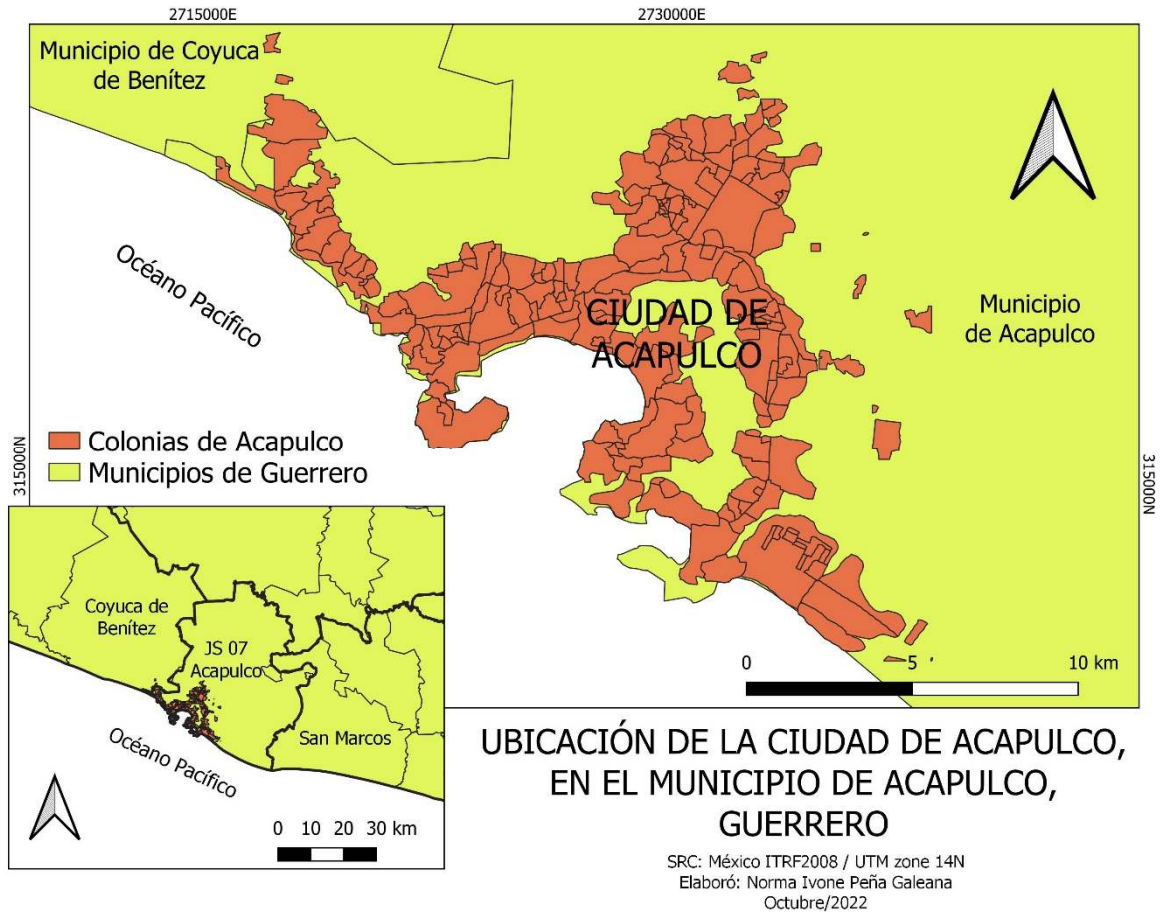 2715000E
2730000E
Municipio de Coyuca
de Benítez
Océano Pacífico
CIUDAD DE
ACAPULCO
Municipio
de Acapulco
315000N
315000N
Colonias de Acapulco
Municipios de Guerrero
0 5 10 km
Coyuca de
Benítez
JS 07
Acapulco
San Marcos
Océano Pacífico
0 10 20 30 km
UBICACIÓN DE LA CIUDAD DE ACAPULCO,
EN EL MUNICIPIO DE ACAPULCO,
GUERRERO
SRC: México ITRF2008 / UTM zone 14N
Elaboró: Norma Ivone Peña Galeana
Octubre/2022